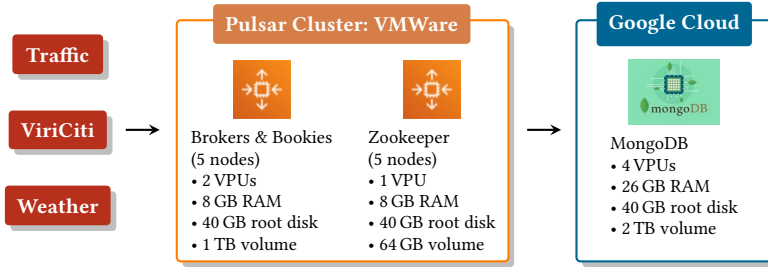 Traffic
ViriCiti
Weather
Pulsar Cluster: VMWare
Brokers & Bookies
(5 nodes)
• 2 VPUs
• 8 GB RAM
• 40 GB root disk
• 1 TB volume
Zookeeper
(5 nodes)
• 1 VPU
• 8 GB RAM
• 40 GB root disk
• 64 GB volume
Google Cloud
mongoDB
MongoDB
• 4 VPUs
• 26 GB RAM
• 40 GB root disk
• 2 TB volume